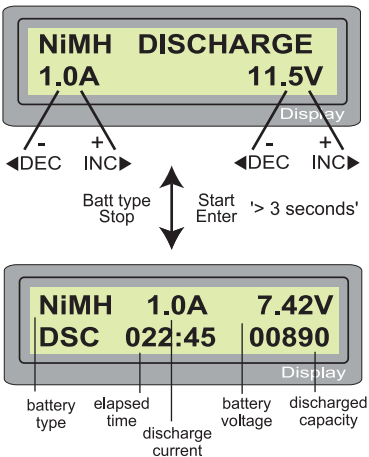 NiMH DISCHARGE
1.0A 11.5V
Display
- + - +
◀DEC INC▶ ◀DEC INC▶
Batt type Start
Stop Enter '> 3 seconds'
NiMH 1.0A 7.42V
DSC 022:45 00890
Display
battery elapsed battery discharged
type time voltage capacity
discharge
current